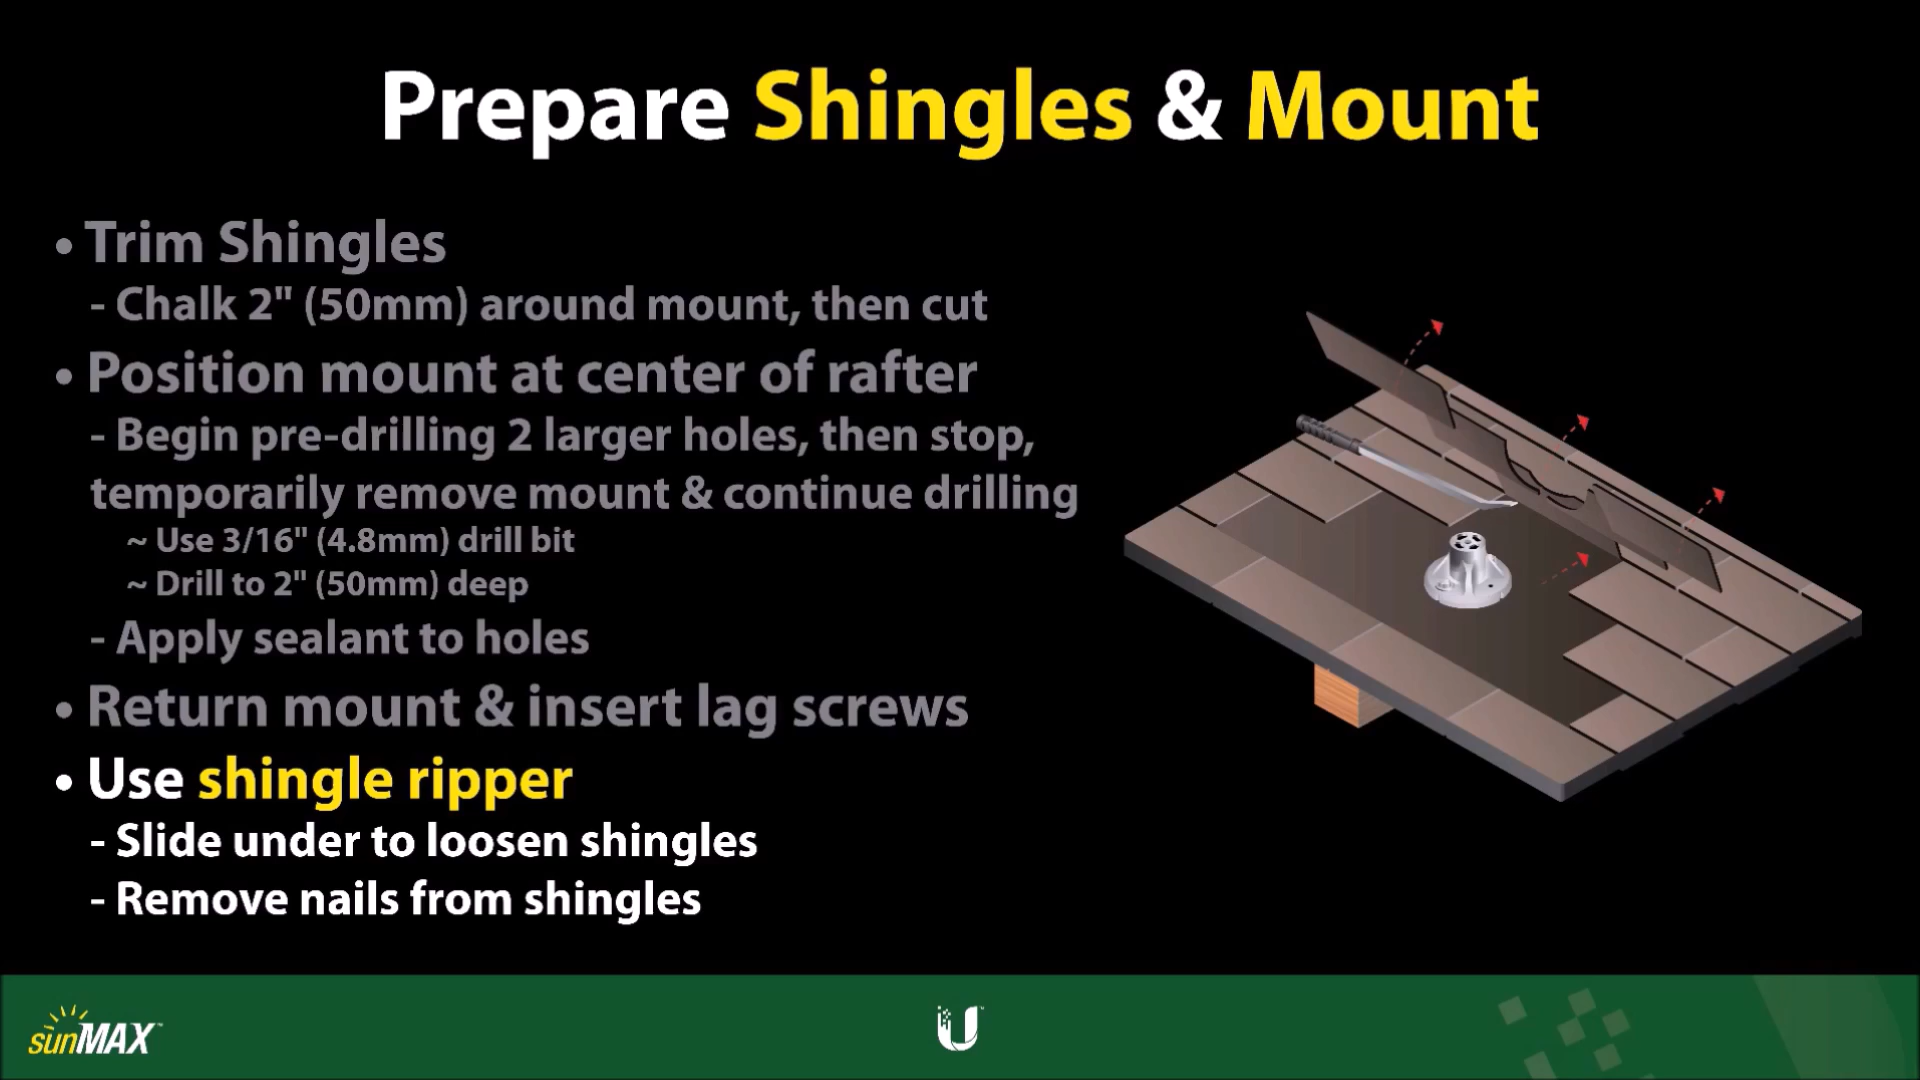 Prepare Shingles & Mount
• Trim Shingles
- Chalk 2" (50mm) around mount, then cut
• Position mount at center of rafter
- Begin pre-drilling 2 larger holes, then stop,
temporarily remove mount & continue drilling
~ Use 3/16" (4.8mm) drill bit
~ Drill to 2" (50mm) deep
- Apply sealant to holes
• Return mount & insert lag screws
• Use shingle ripper
- Slide under to loosen shingles
- Remove nails from shingles
sunMAX™
U™